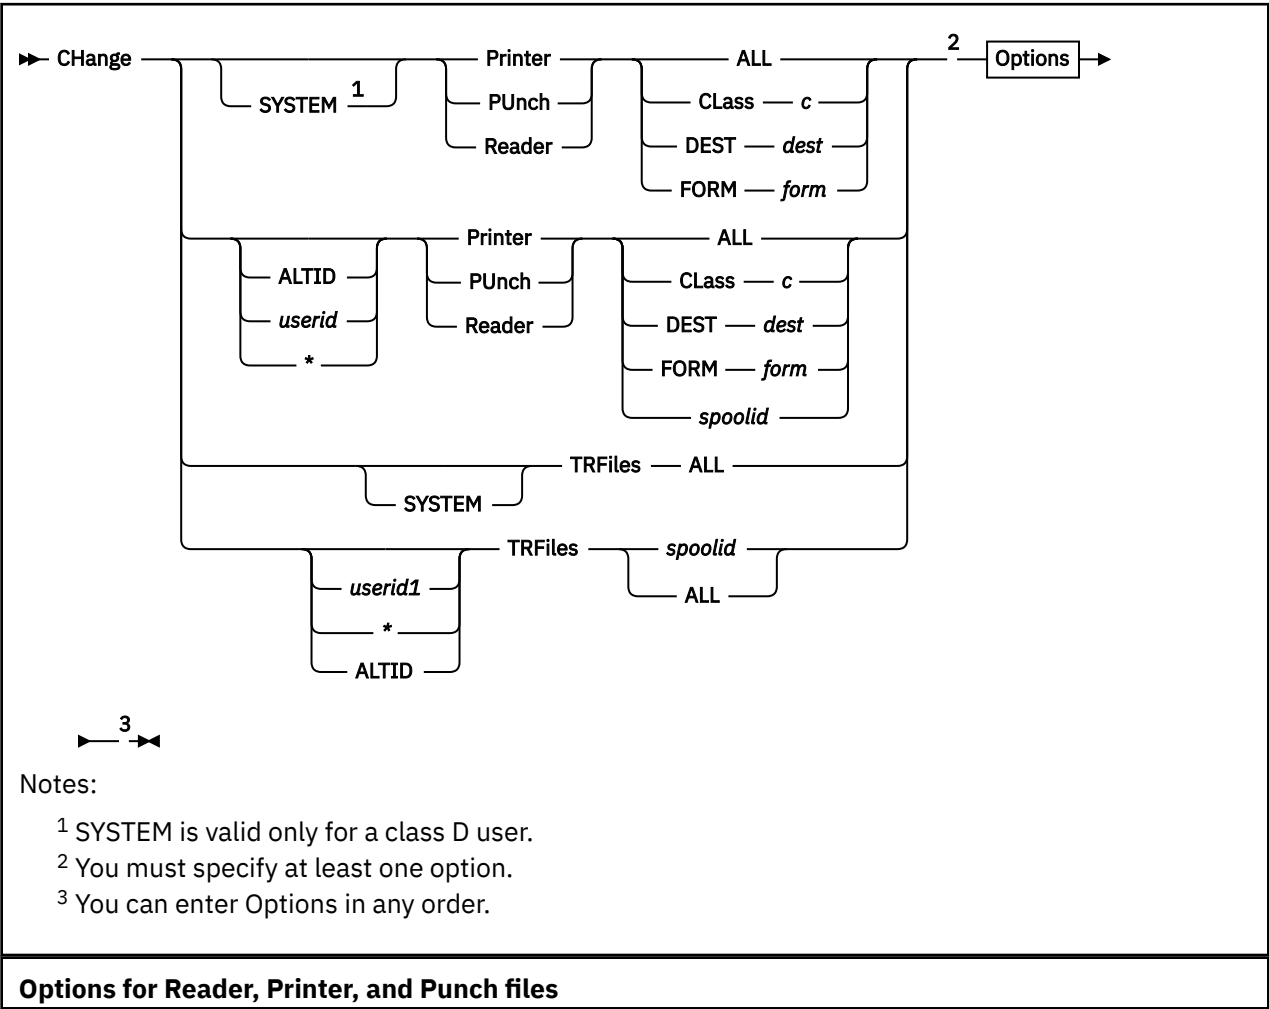 2
CHange Printer ALL Options
SYSTEM 1 PUnch CLass c
Reader DEST dest
FORM form
Printer ALL
ALTID PUnch CLass c
userid Reader DEST dest
* FORM form
spoolid
TRFiles ALL
SYSTEM
TRFiles spoolid
userid1 ALL
*
ALTID
3
Notes:
1 SYSTEM is valid only for a class D user.
2 You must specify at least one option.
3 You can enter Options in any order.
Options for Reader, Printer, and Punch files